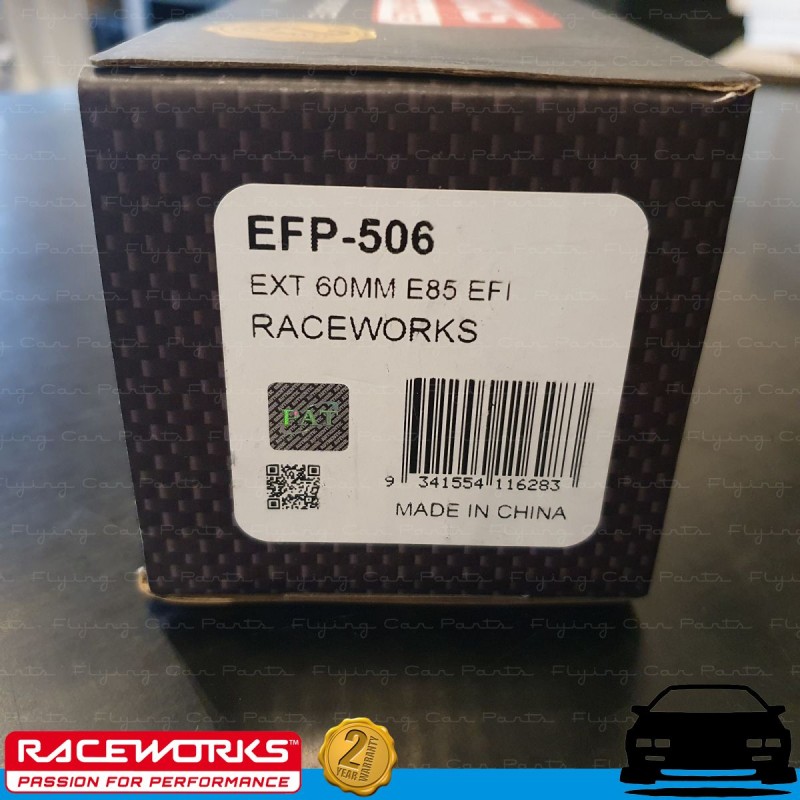 EFP-506
EXT 60MM E85 EFI
RACEWORKS
PAT
9 341554 116283
MADE IN CHINA
Flying Car Parts
RACEWORKS™
PASSION FOR PERFORMANCE
2
YEAR WARRANTY